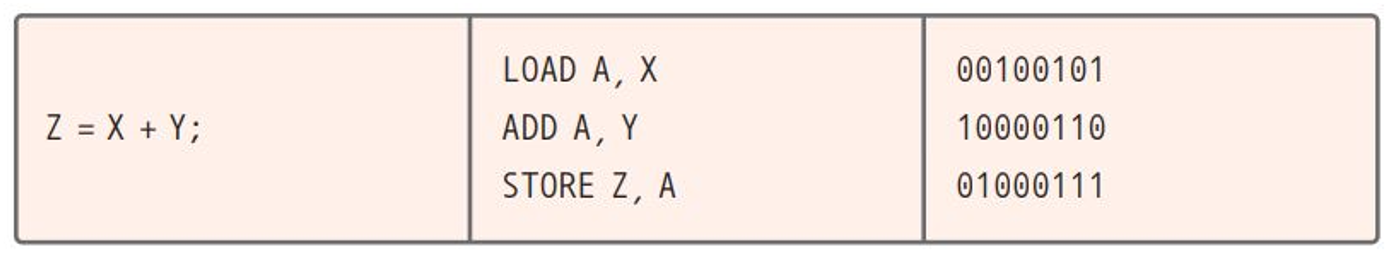 Z = X + Y;
LOAD A, X
ADD A, Y
STORE Z, A
00100101
10000110
01000111